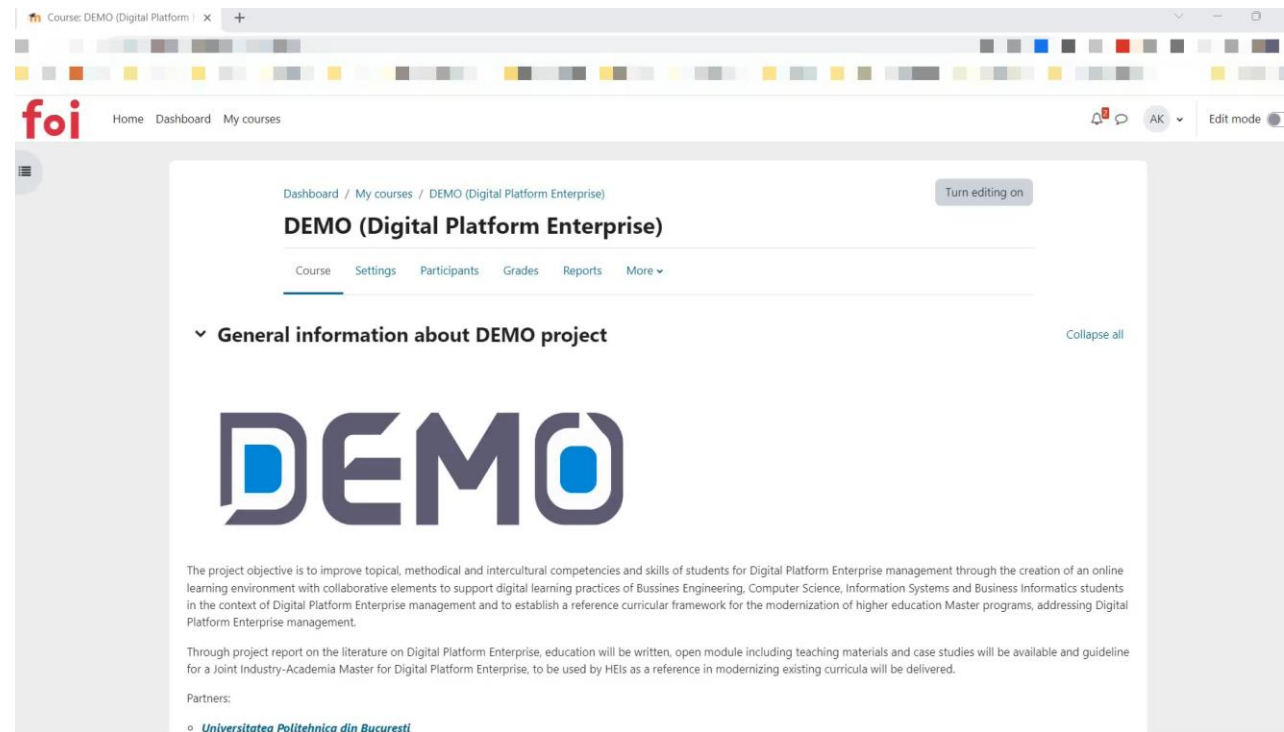 Course: DEMO (Digital Platform
foi
Home Dashboard My courses
2
AK
Edit mode
Dashboard / My courses / DEMO (Digital Platform Enterprise)
Turn editing on
DEMO (Digital Platform Enterprise)
Course Settings Participants Grades Reports More
General information about DEMO project
Collapse all
DEMO
The project objective is to improve topical, methodical and intercultural competencies and skills of students for Digital Platform Enterprise management through the creation of an online
learning environment with collaborative elements to support digital learning practices of Bussines Engineering, Computer Science, Information Systems and Business Informatics students
in the context of Digital Platform Enterprise management and to establish a reference curricular framework for the modernization of higher education Master programs, addressing Digital
Platform Enterprise management.
Through project report on the literature on Digital Platform Enterprise, education will be written, open module including teaching materials and case studies will be available and guideline
for a Joint Industry-Academia Master for Digital Platform Enterprise, to be used by HEIs as a reference in modernizing existing curricula will be delivered.
Partners:
Universitatea Politehnica din Bucuresti